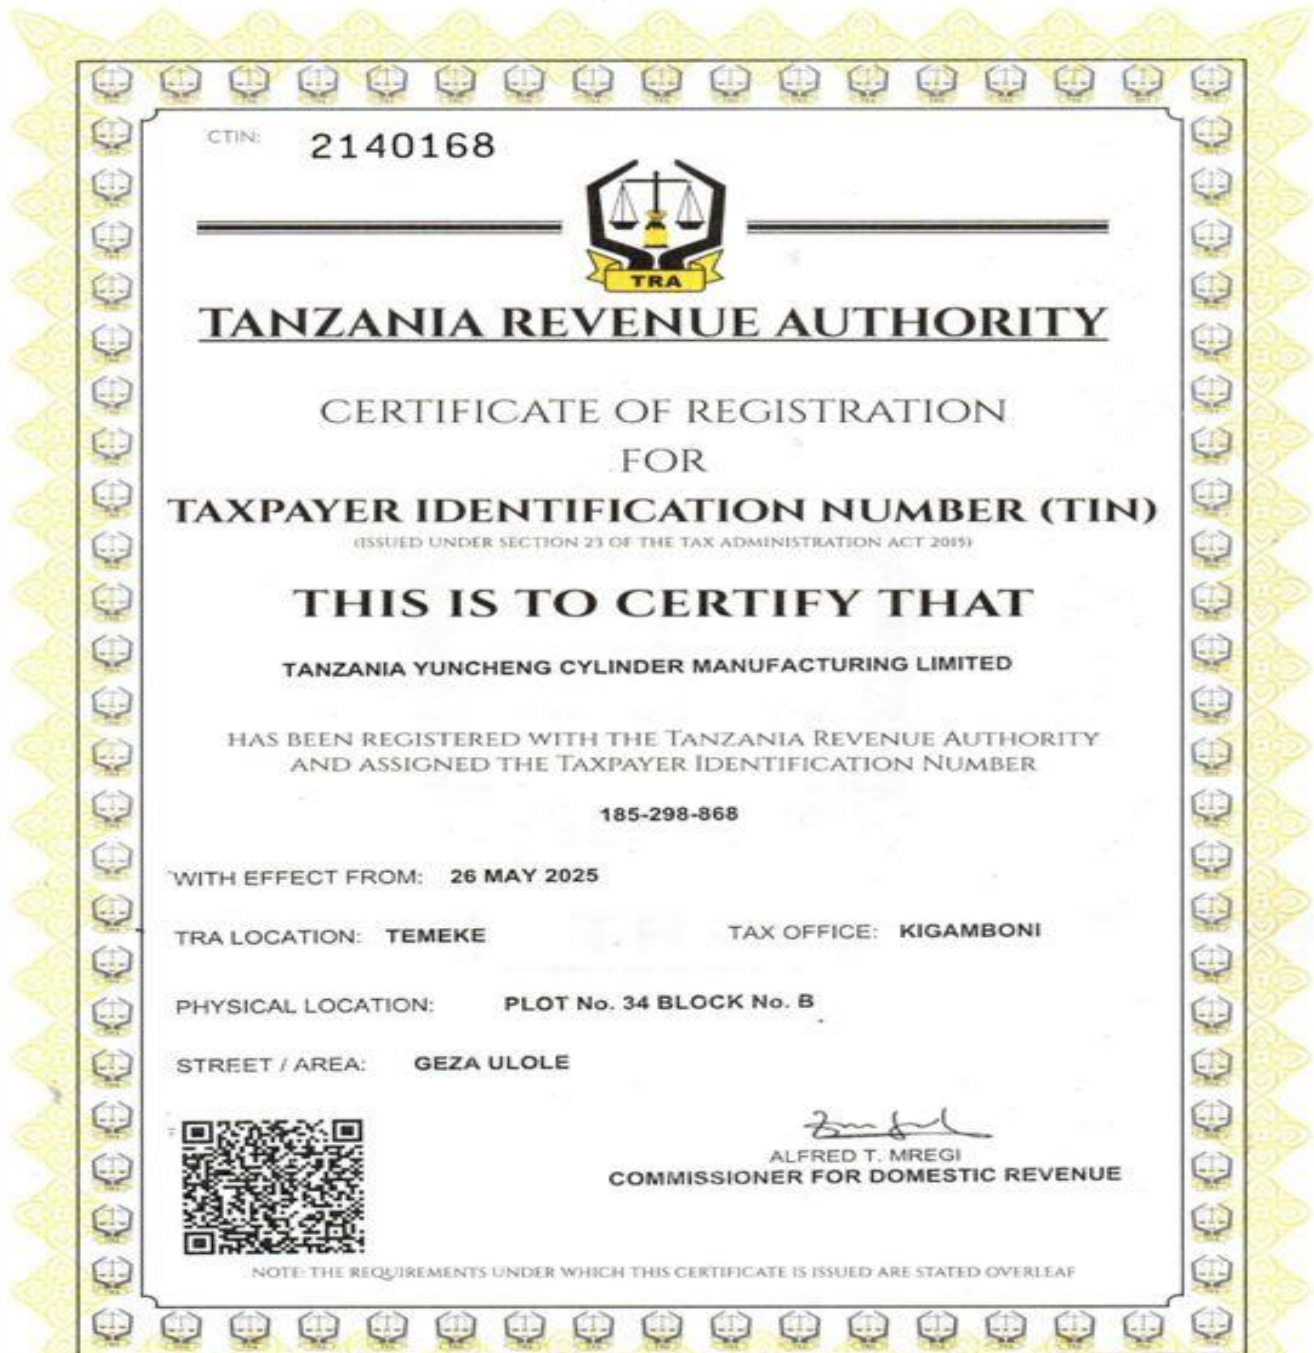 CTIN: 2140168
TRA
TANZANIA REVENUE AUTHORITY
CERTIFICATE OF REGISTRATION
FOR
TAXPAYER IDENTIFICATION NUMBER (TIN)
(ISSUED UNDER SECTION 23 OF THE TAX ADMINISTRATION ACT 2015)
THIS IS TO CERTIFY THAT
TANZANIA YUNCHENG CYLINDER MANUFACTURING LIMITED
HAS BEEN REGISTERED WITH THE TANZANIA REVENUE AUTHORITY
AND ASSIGNED THE TAXPAYER IDENTIFICATION NUMBER
185-298-868
WITH EFFECT FROM: 26 MAY 2025
TRA LOCATION: TEMEKE TAX OFFICE: KIGAMBONI
PHYSICAL LOCATION: PLOT No. 34 BLOCK No. B
STREET / AREA: GEZA ULOLE
ALFRED T. MREGI
COMMISSIONER FOR DOMESTIC REVENUE
NOTE: THE REQUIREMENTS UNDER WHICH THIS CERTIFICATE IS ISSUED ARE STATED OVERLEAF